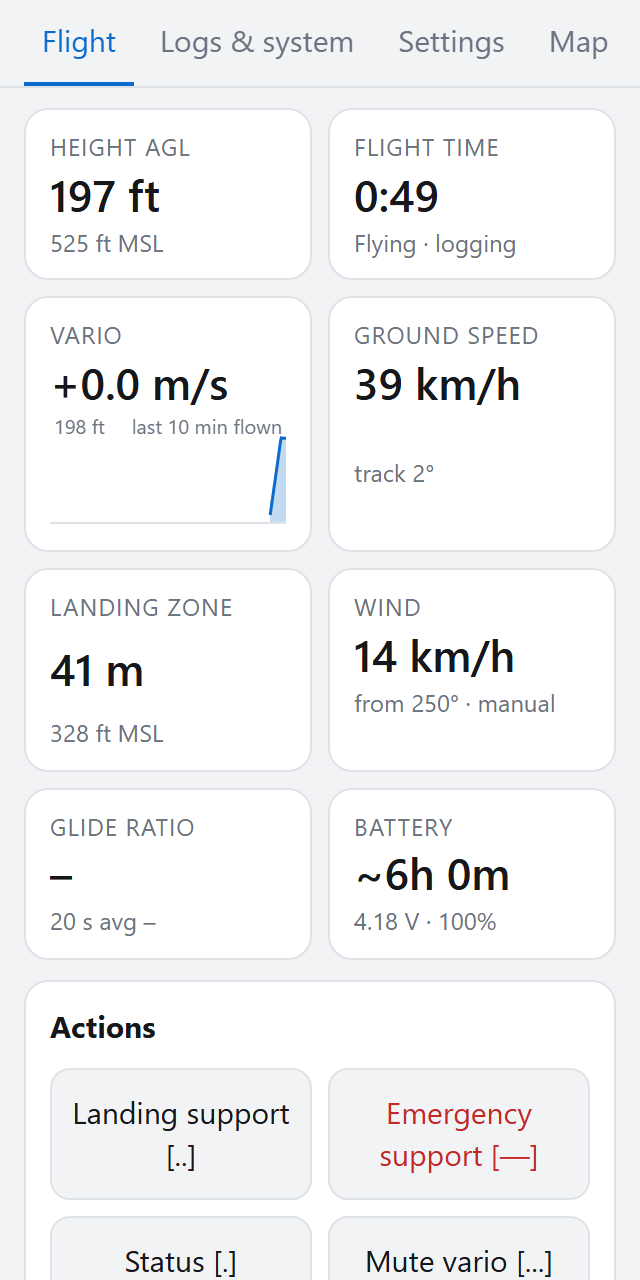 Flight Logs & system Settings Map
HEIGHT AGL
197 ft
525 ft MSL
FLIGHT TIME
0:49
Flying · logging
VARIO
+0.0 m/s
198 ft last 10 min flown
GROUND SPEED
39 km/h
track 2°
LANDING ZONE
41 m
328 ft MSL
WIND
14 km/h
from 250° · manual
GLIDE RATIO
–
20 s avg –
BATTERY
~6h 0m
4.18 V · 100%
Actions
Landing support
[..]
Emergency
support [—]
Status [.]
Mute vario [...]